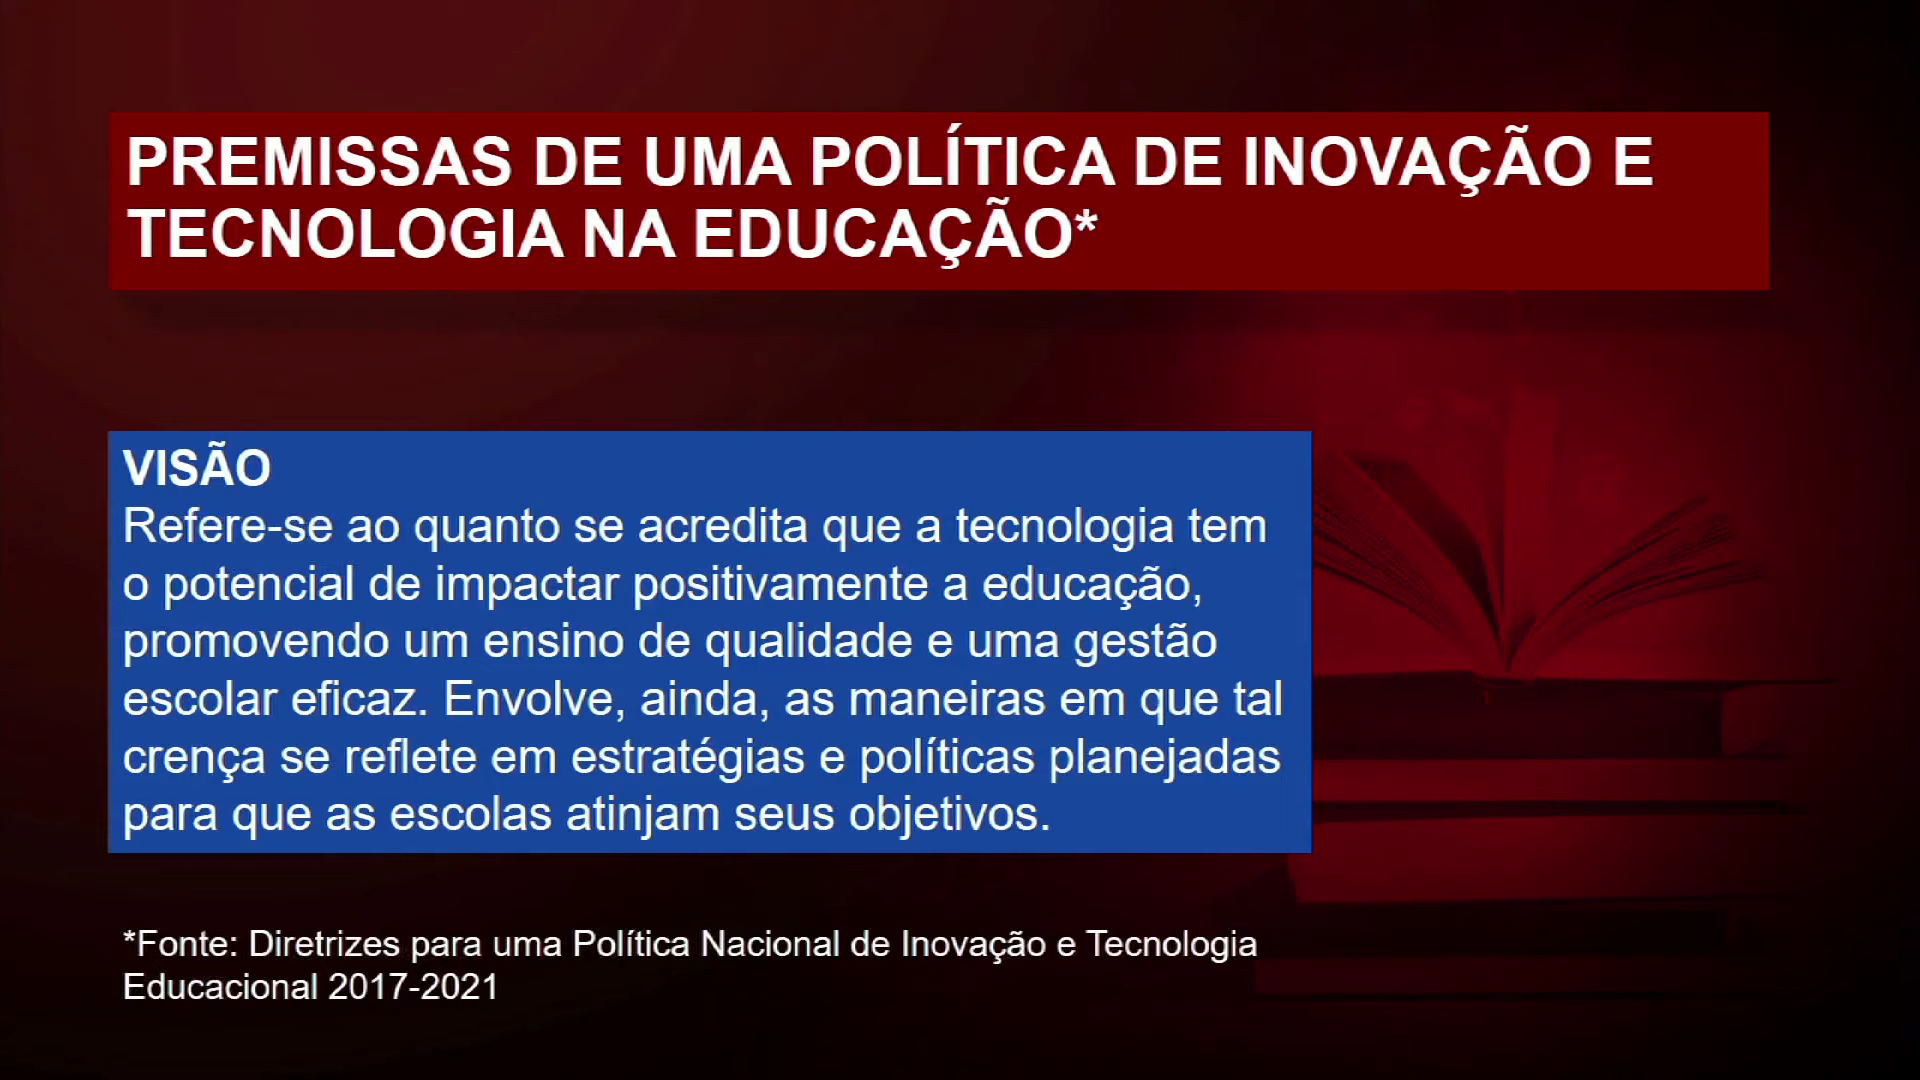 PREMISSAS DE UMA POLÍTICA DE INOVAÇÃO E
TECNOLOGIA NA EDUCAÇÃO*
VISÃO
Refere-se ao quanto se acredita que a tecnologia tem
o potencial de impactar positivamente a educação,
promovendo um ensino de qualidade e uma gestão
escolar eficaz. Envolve, ainda, as maneiras em que tal
crença se reflete em estratégias e políticas planejadas
para que as escolas atinjam seus objetivos.
*Fonte: Diretrizes para uma Política Nacional de Inovação e Tecnologia
Educacional 2017-2021